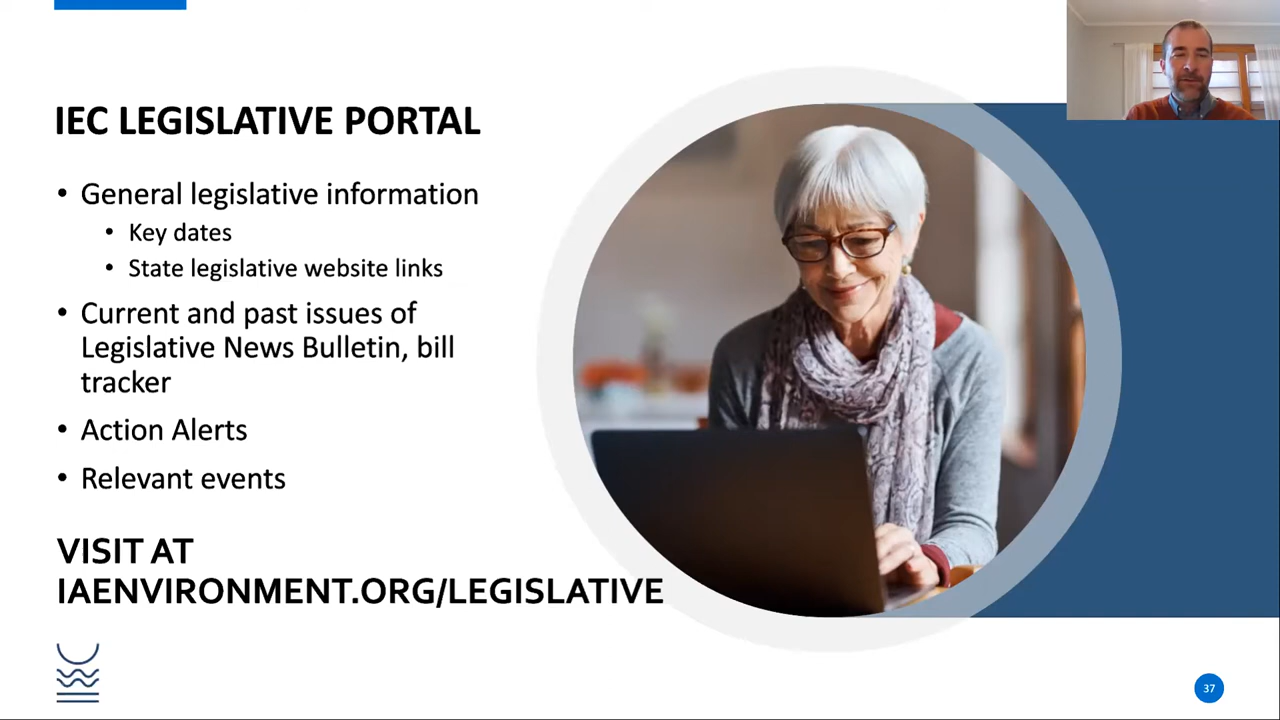 IEC LEGISLATIVE PORTAL
• General legislative information
• Key dates
• State legislative website links
• Current and past issues of
Legislative News Bulletin, bill
tracker
• Action Alerts
• Relevant events
VISIT AT
IAENVIRONMENT.ORG/LEGISLATIVE
37